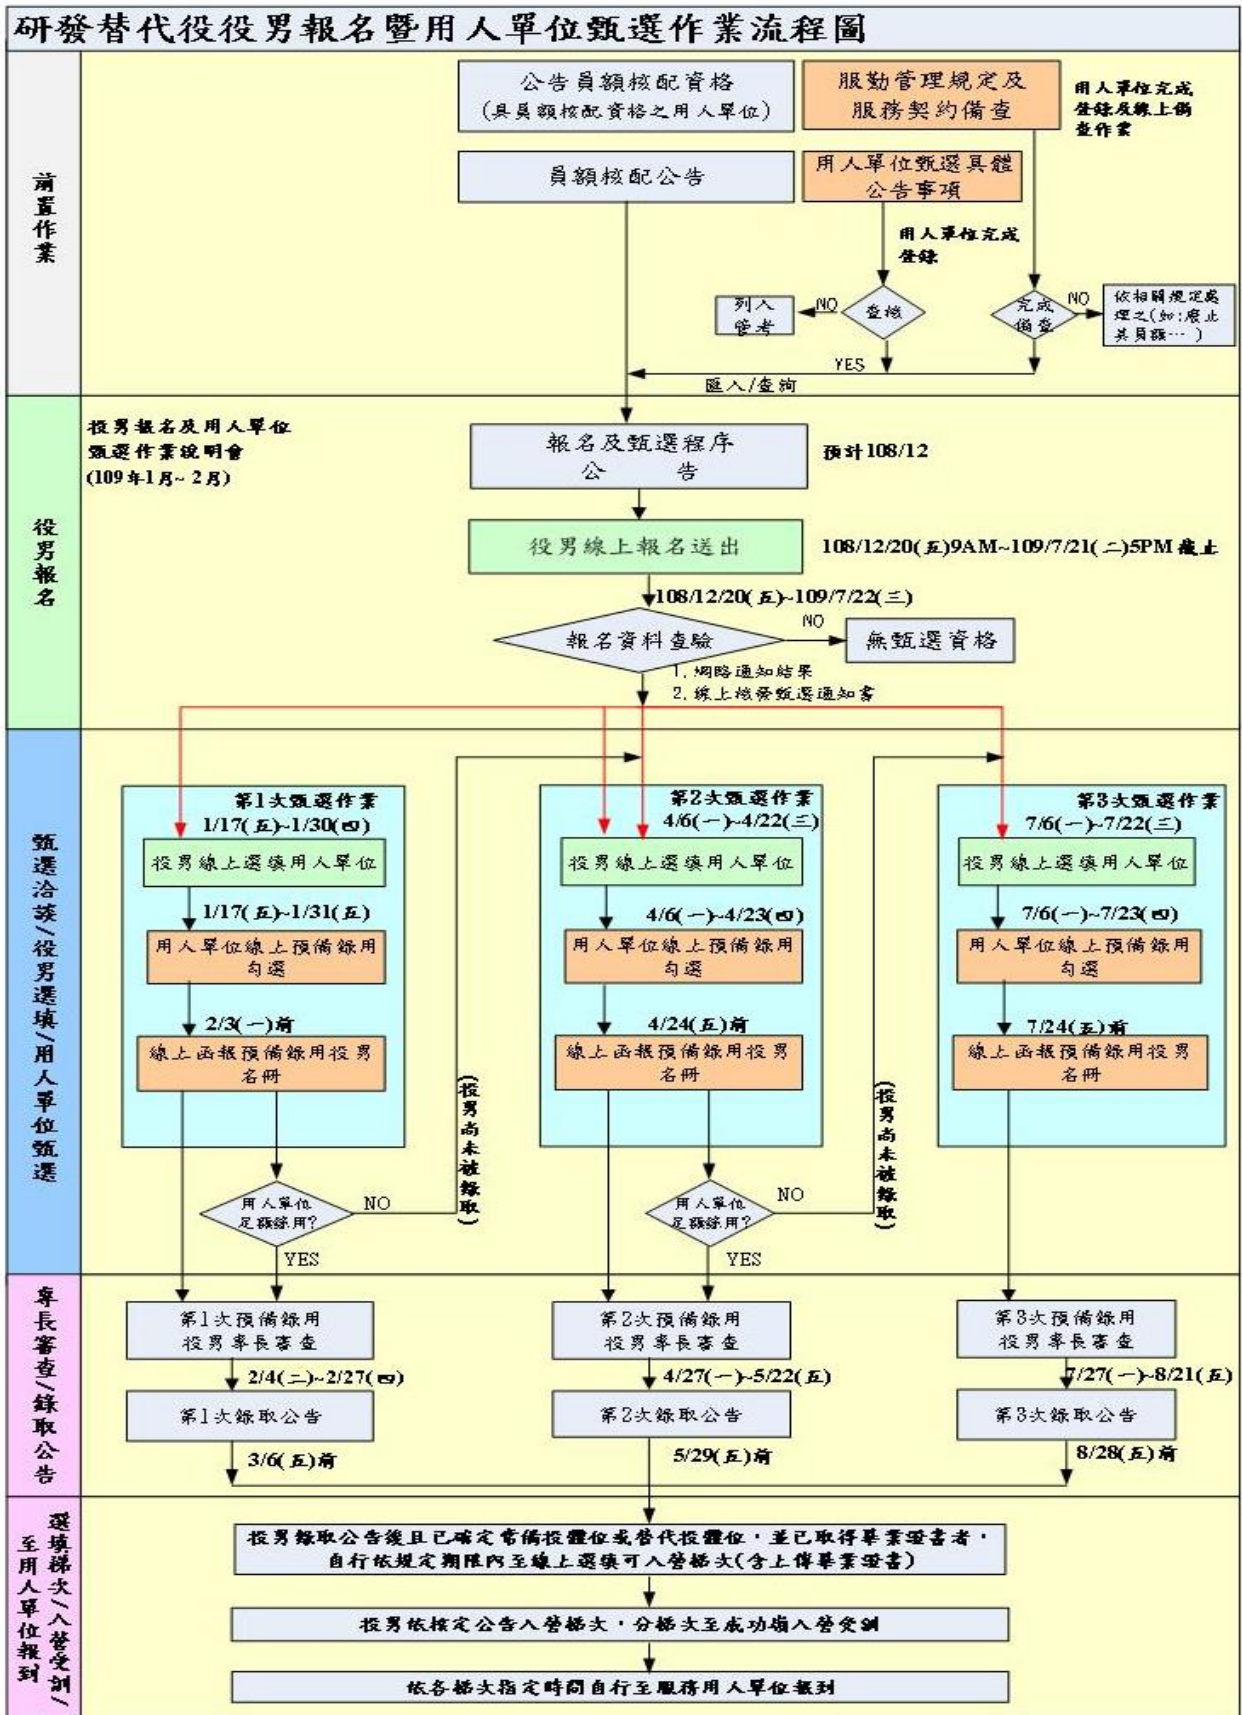 研發替代役役男報名暨用人單位甄選作業流程圖
前置作業
公告員額核配資格
(具員額核配資格之用人單位)
服勤管理規定及
服務契約備查
用人單位完成
登錄及線上備
查作業
員額核配公告
用人單位甄選具體
公告事項
用人單位完成
登錄
列入
管考
NO
查核
完成
備查
NO
依相關規定處
理之(如:廢止
其員額…)
YES
匯入/查詢
役男報名
役男報名及用人單位
甄選作業說明會
(109年1月~2月)
報名及甄選程序
公 告
預計108/12
役男線上報名送出
108/12/20(五)9AM~109/7/21(二)5PM 截止
108/12/20(五)~109/7/22(三)
報名資料查驗
NO
無甄選資格
1. 網路通知結果
2. 線上核發甄選通知書
甄選洽談/役男選填/用人單位甄選
第1次甄選作業
1/17(五)~1/30(四)
役男線上選填用人單位
1/17(五)~1/31(五)
用人單位線上預備錄用
勾選
2/3(一)前
線上函報預備錄用役男
名冊
用人單位
足額錄用?
NO
YES
(役男尚未被錄取)
第2次甄選作業
4/6(一)~4/22(三)
役男線上選填用人單位
4/6(一)~4/23(四)
用人單位線上預備錄用
勾選
4/24(五)前
線上函報預備錄用役男
名冊
用人單位
足額錄用?
NO
YES
(役男尚未被錄取)
第3次甄選作業
7/6(一)~7/22(三)
役男線上選填用人單位
7/6(一)~7/23(四)
用人單位線上預備錄用
勾選
7/24(五)前
線上函報預備錄用役男
名冊
專長審查/錄取公告
第1次預備錄用
役男專長審查
2/4(二)~2/27(四)
第1次錄取公告
3/6(五)前
第2次預備錄用
役男專長審查
4/27(一)~5/22(五)
第2次錄取公告
5/29(五)前
第3次預備錄用
役男專長審查
7/27(一)~8/21(五)
第3次錄取公告
8/28(五)前
選填梯次/入營受訓/
至用人單位報到
役男錄取公告後且已確定常備役體位或替代役體位，並已取得畢業證書者，
自行依規定期限內至線上選填可入營梯次(含上傳畢業證書)
役男依核定公告入營梯次，分梯次至成功嶺入營受訓
依各梯次指定時間自行至服務用人單位報到